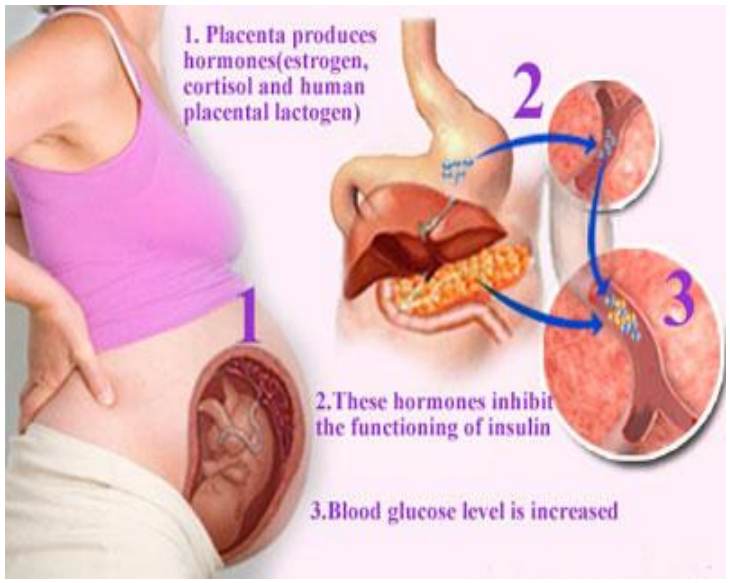 1. Placenta produces
hormones(estrogen,
cortisol and human
placental lactogen)
2
3
1
2.These hormones inhibit
the functioning of insulin
3.Blood glucose level is increased